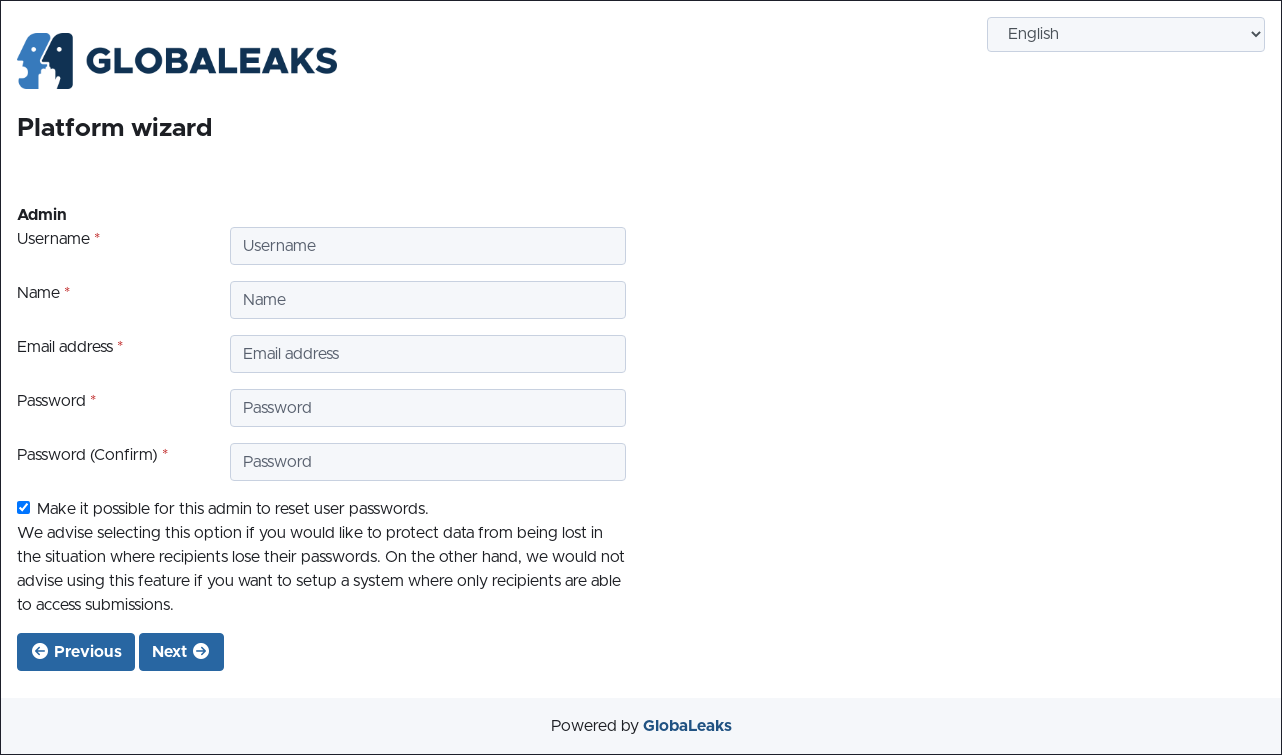 GLOBALEAKS
English
Platform wizard
Admin
Username *
Username
Name *
Name
Email address *
Email address
Password *
Password
Password (Confirm) *
Password
Make it possible for this admin to reset user passwords.
We advise selecting this option if you would like to protect data from being lost in
the situation where recipients lose their passwords. On the other hand, we would not
advise using this feature if you want to setup a system where only recipients are able
to access submissions.
Previous
Next
Powered by GlobaLeaks